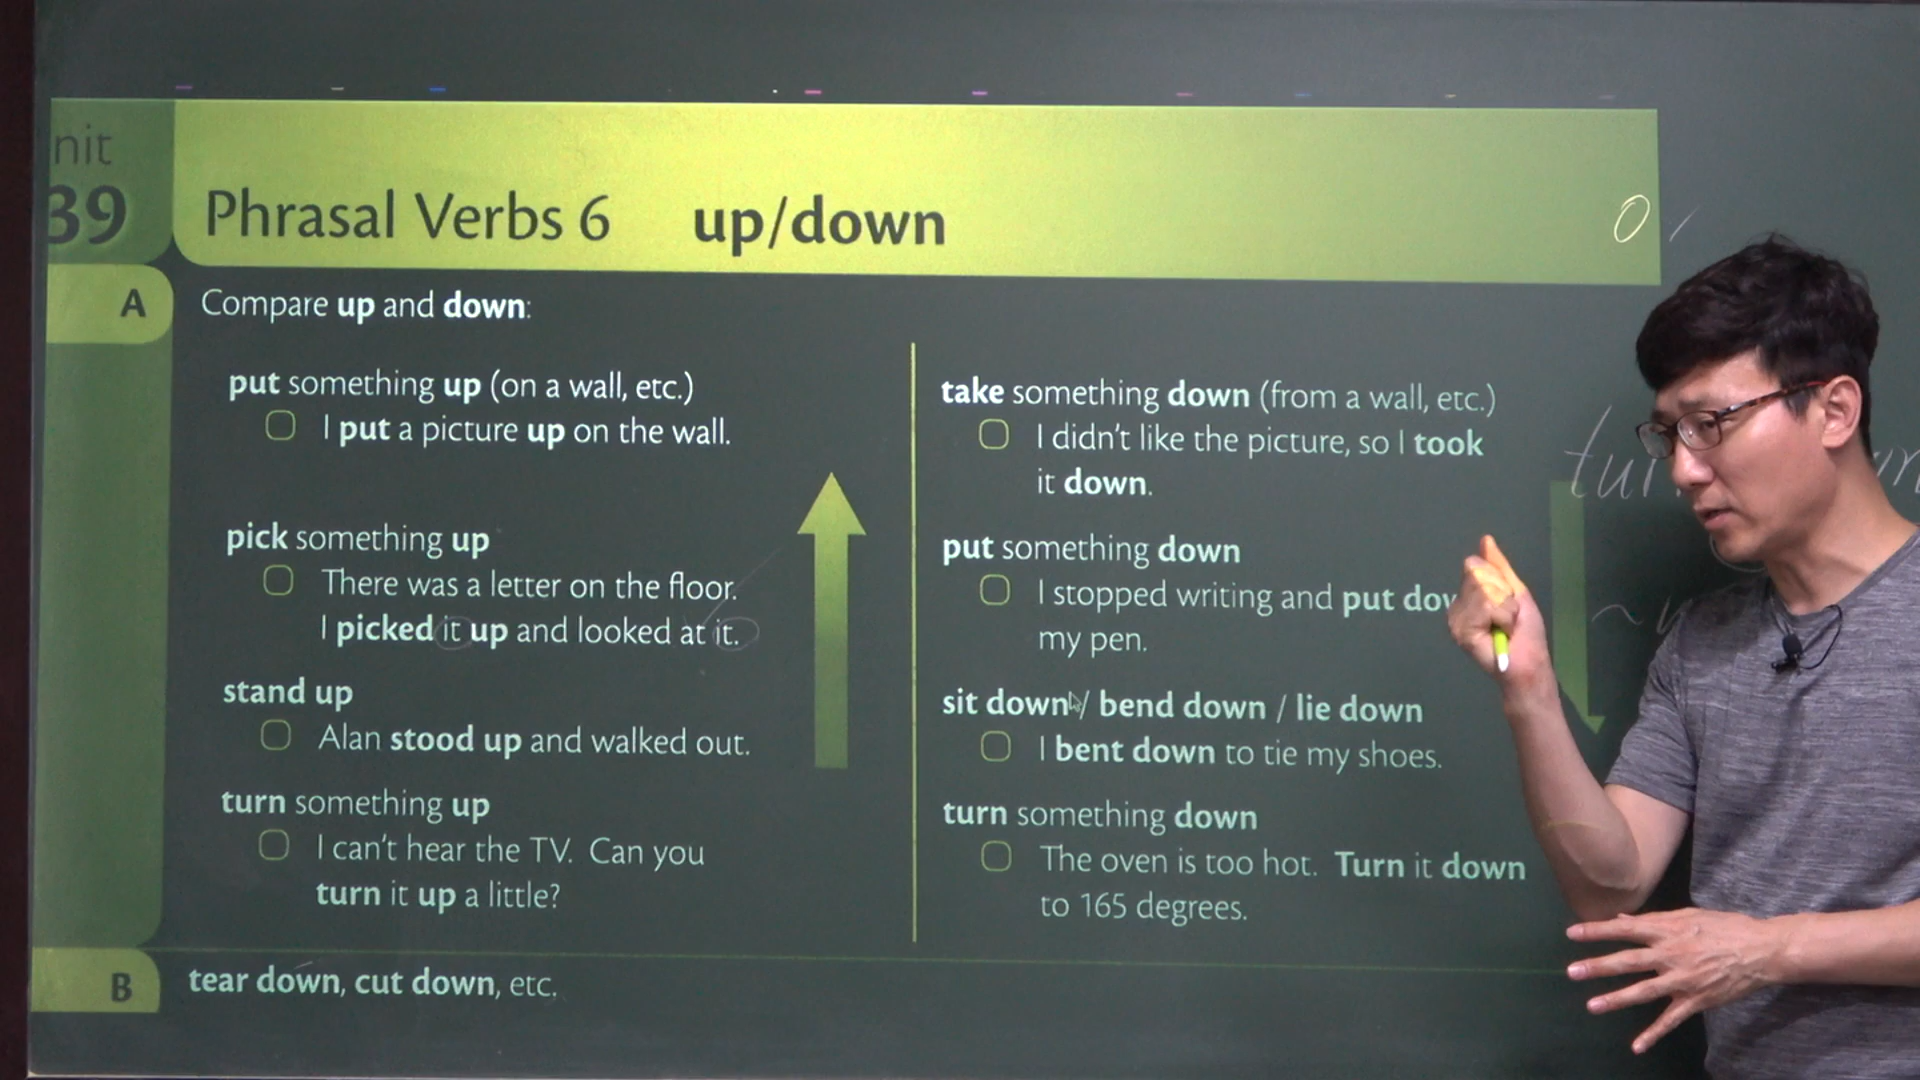 nit
39
Phrasal Verbs 6 up/down
A
Compare up and down:
put something up (on a wall, etc.)
I put a picture up on the wall.
pick something up
There was a letter on the floor.
I picked it up and looked at it.
stand up
Alan stood up and walked out.
turn something up
I can't hear the TV. Can you
turn it up a little?
take something down (from a wall, etc.)
I didn't like the picture, so I took
it down.
put something down
I stopped writing and put dow
my pen.
sit down / bend down / lie down
I bent down to tie my shoes.
turn something down
The oven is too hot. Turn it down
to 165 degrees.
B
tear down, cut down, etc.